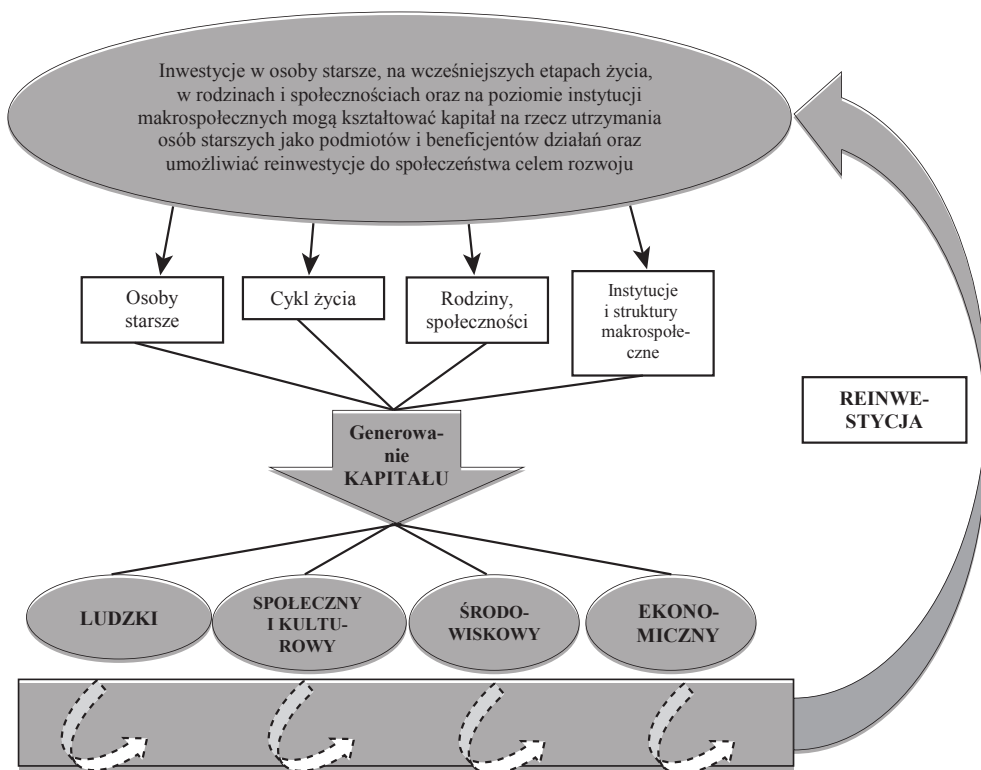 Inwestycje w osoby starsze, na wcześniejszych etapach życia,
w rodzinach i społecznościach oraz na poziomie instytucji
makrospołecznych mogą kształtować kapitał na rzecz utrzymania
osób starszych jako podmiotów i beneficjentów działań oraz
umożliwiać reinwestycje do społeczeństwa celem rozwoju
Osoby
starsze
Cykl życia
Rodziny,
społeczności
Instytucje
i struktury
makrospołe-
czne
REINWE-
STYCJA
Generowa-
nie
KAPITAŁU
LUDZKI
SPOŁECZNY
I KULTU-
ROWY
ŚRODO-
WISKOWY
EKONO-
MICZNY